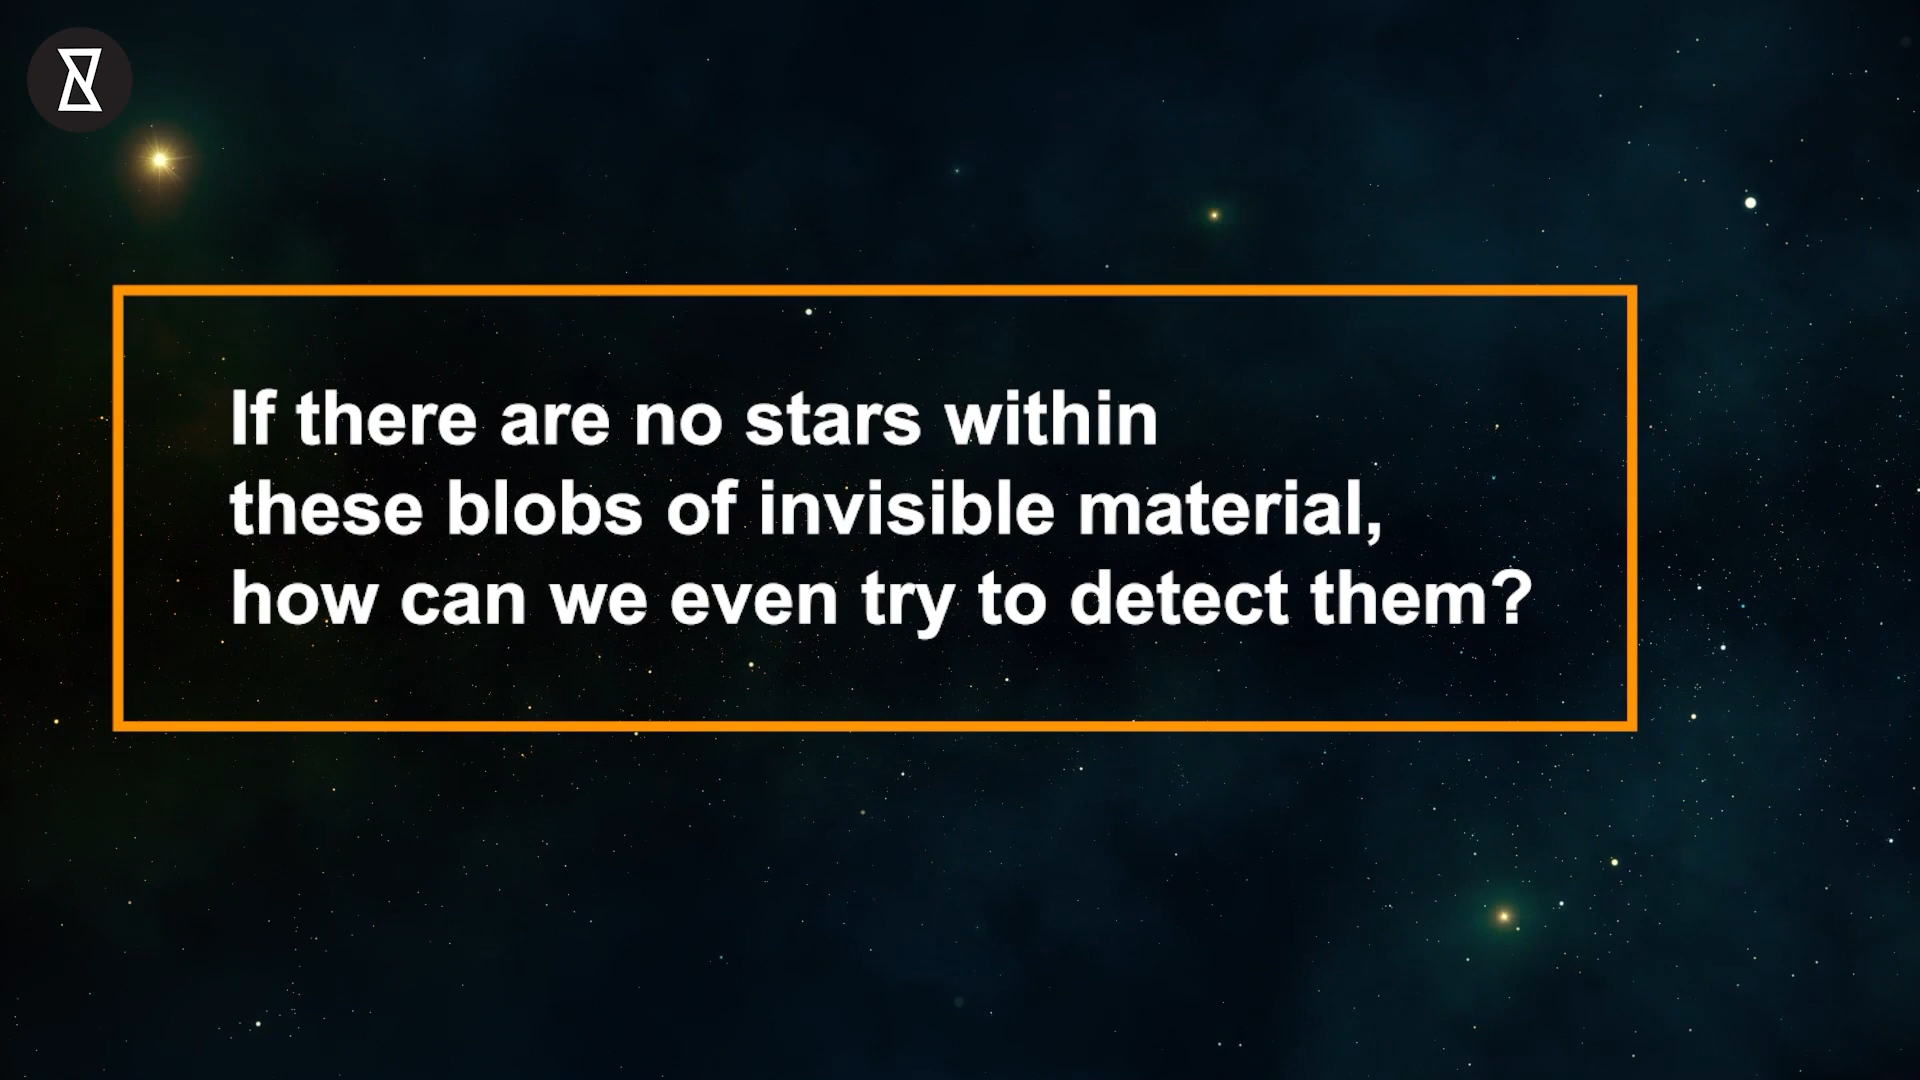 If there are no stars within
these blobs of invisible material,
how can we even try to detect them?